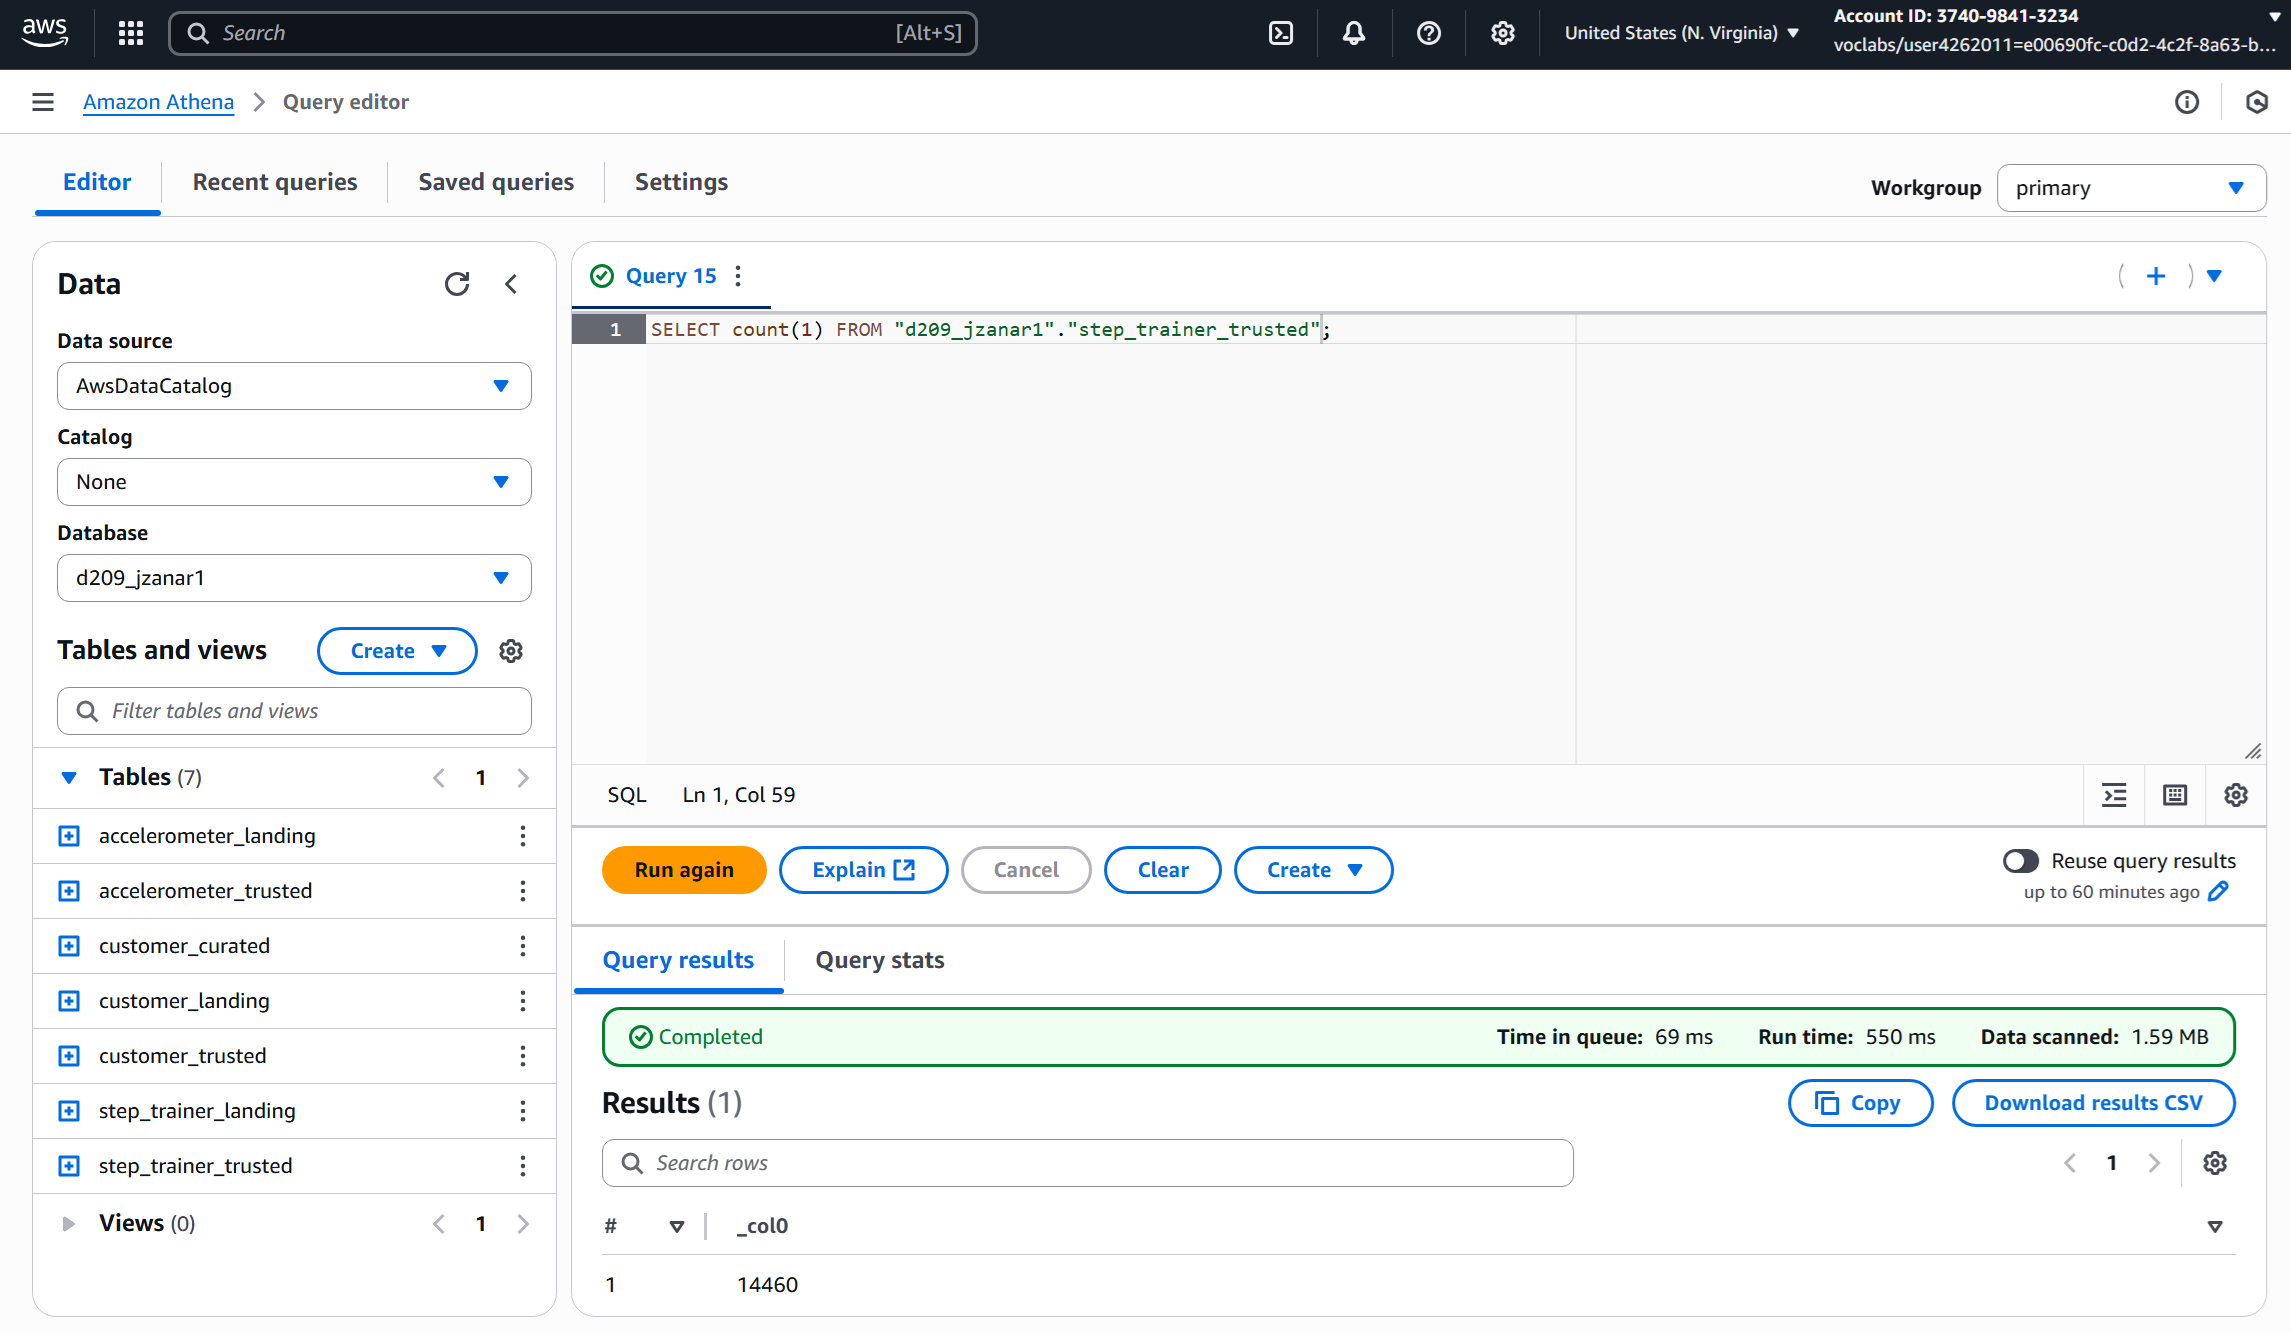 aws
Search
[Alt+S]
United States (N. Virginia)
Account ID: 3740-9841-3234
voclabs/user4262011=e00690fc-c0d2-4c2f-8a63-b...
Amazon Athena
Query editor
Editor
Recent queries
Saved queries
Settings
Workgroup
primary
Data
Data source
AwsDataCatalog
Catalog
None
Database
d209_jzanar1
Tables and views
Create
Filter tables and views
Tables (7)
1
accelerometer_landing
accelerometer_trusted
customer_curated
customer_landing
customer_trusted
step_trainer_landing
step_trainer_trusted
Views (0)
1
Query 15
1
SELECT count(1) FROM "d209_jzanar1"."step_trainer_trusted";
SQL
Ln 1, Col 59
Run again
Explain
Cancel
Clear
Create
Reuse query results
up to 60 minutes ago
Query results
Query stats
Completed
Time in queue: 69 ms
Run time: 550 ms
Data scanned: 1.59 MB
Results (1)
Copy
Download results CSV
Search rows
1
#
_col0
1
14460